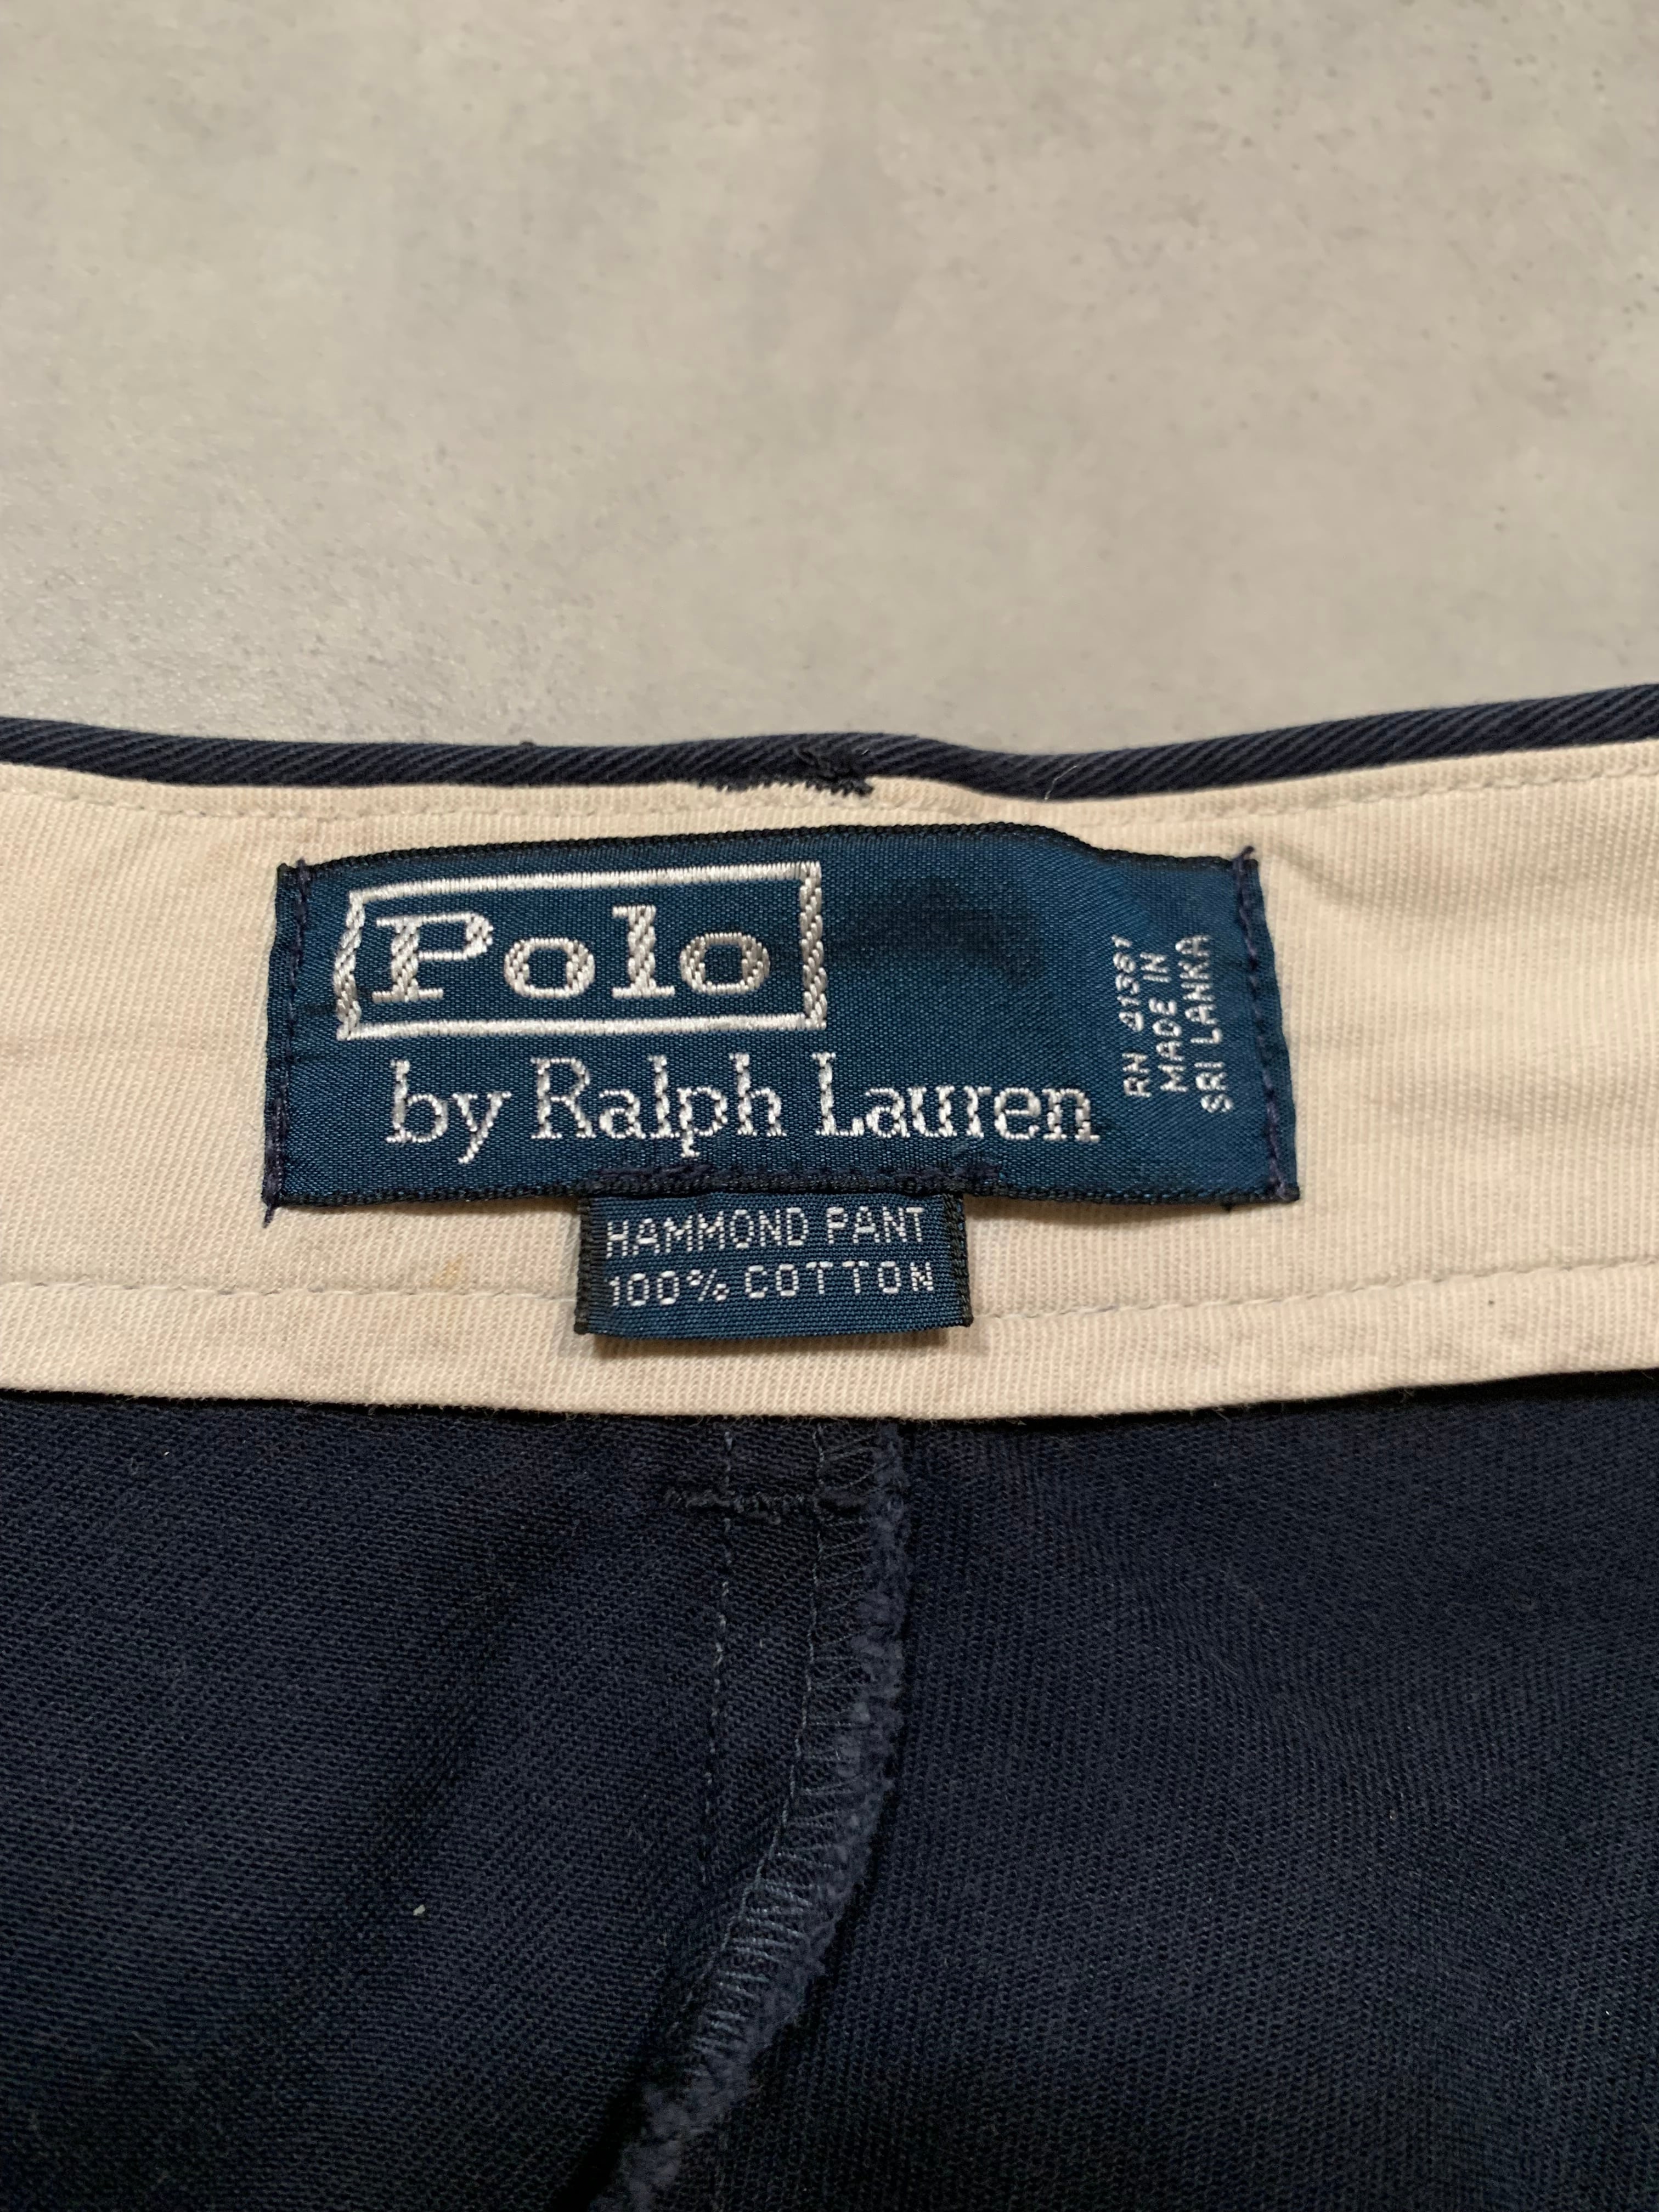 Polo
by Ralph Lauren
RN 41381
MADE IN
SRI LANKA
HAMMOND PANT
100% COTTON